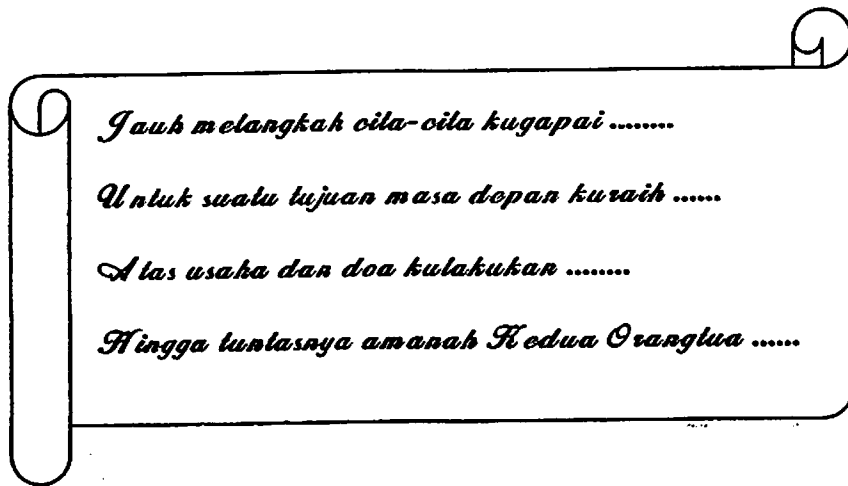 Jauh melangkah cita-cita kugapai ........
Untuk suatu tujuan masa depan kuraih ......
Atas usaha dan doa kulakukan ........
Hingga tuntasnya amanah Kedua Orangtua ......